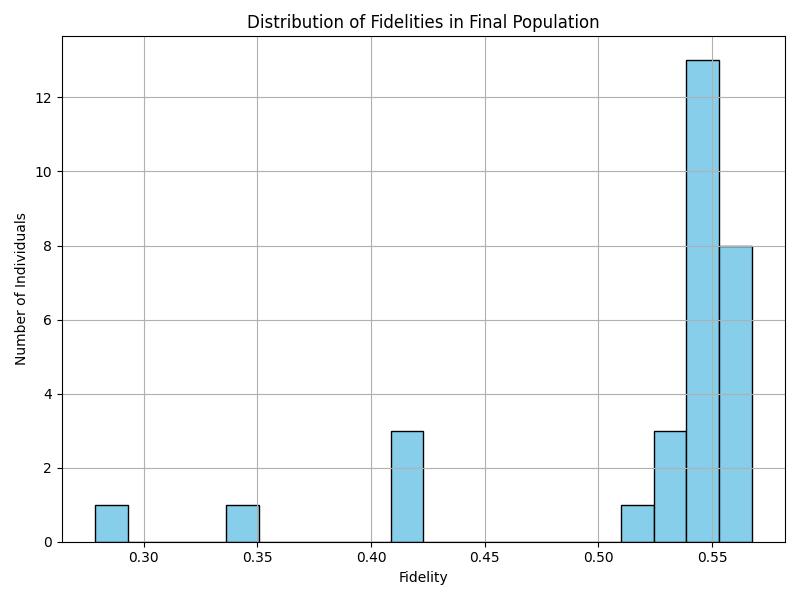 Distribution of Fidelities in Final Population
12
10
8
6
4
2
0
Number of Individuals
0.30 0.35 0.40 0.45 0.50 0.55
Fidelity